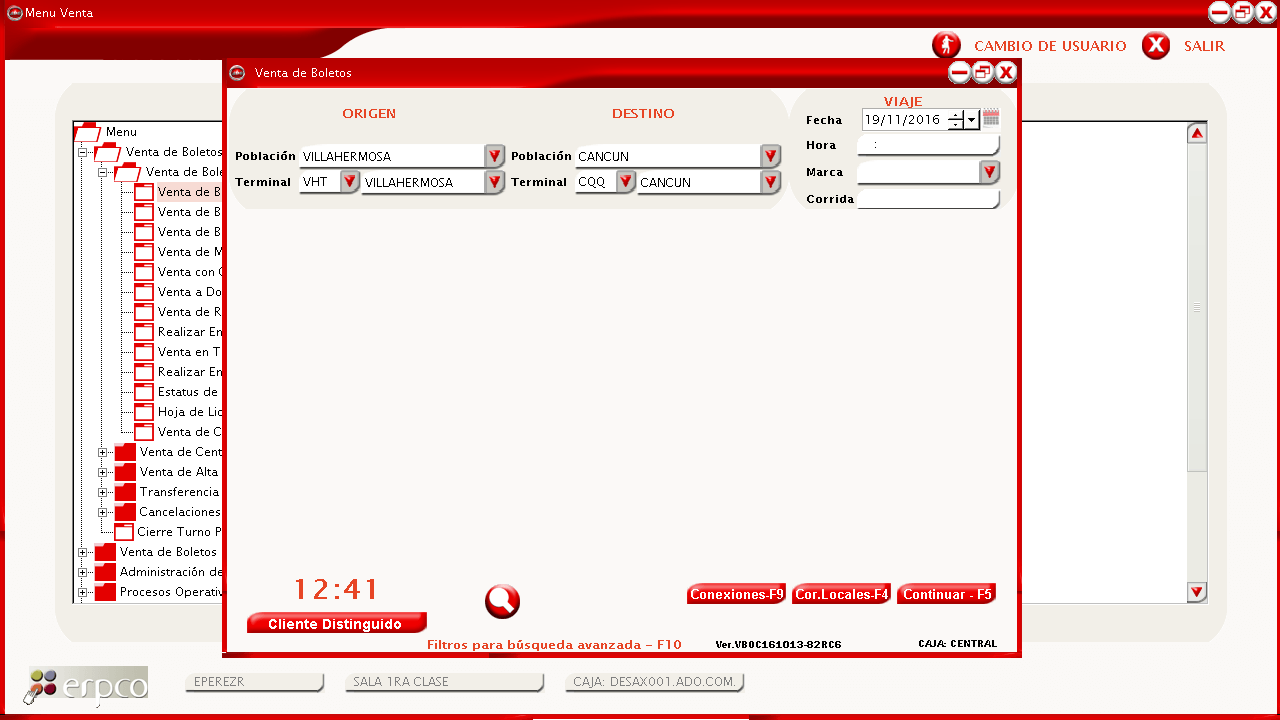 Menu Venta
CAMBIO DE USUARIO SALIR
Venta de Boletos
ORIGEN DESTINO VIAJE
Fecha 19/11/2016
Hora :
Población VILLAHERMOSA Población CANCUN
Marca
Terminal VHT VILLAHERMOSA Terminal CQQ CANCUN
Corrida
Menu
Venta de Boletos
Venta de Bole
Venta de B
Venta de B
Venta de B
Venta de M
Venta con
Venta a Do
Venta de R
Realizar En
Venta en T
Realizar En
Estatus de
Hoja de Lic
Venta de C
Venta de Cent
Venta de Alta
Transferencia
Cancelaciones
Cierre Turno P
Venta de Boletos
Administración de
Procesos Operativ
12:41
Cliente Distinguido
Conexiones-F9 Cor.Locales-F4 Continuar - F5
Filtros para búsqueda avanzada - F10 Ver.VBOC161013-82RC6 CAJA: CENTRAL
erpco EPEREZR SALA 1RA CLASE CAJA: DESAX001.ADO.COM.